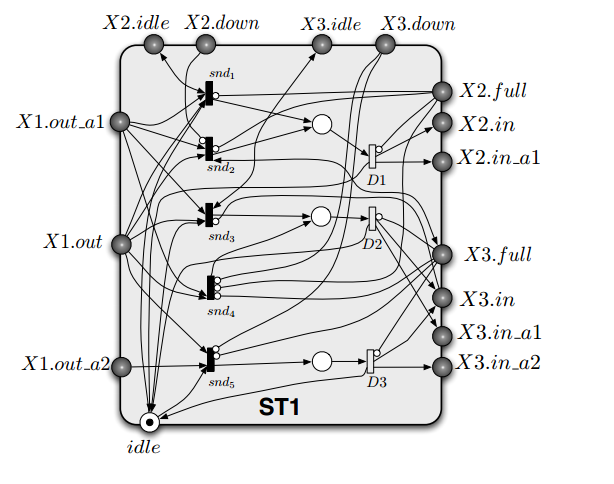 X2.idle X2.down X3.idle X3.down
snd1
X2.full
X1.out_a1
X2.in
snd2
X2.in_a1
D1
snd3
D2
X1.out
X3.full
X3.in
snd4
X3.in_a1
X1.out_a2
X3.in_a2
snd5
D3
ST1
idle